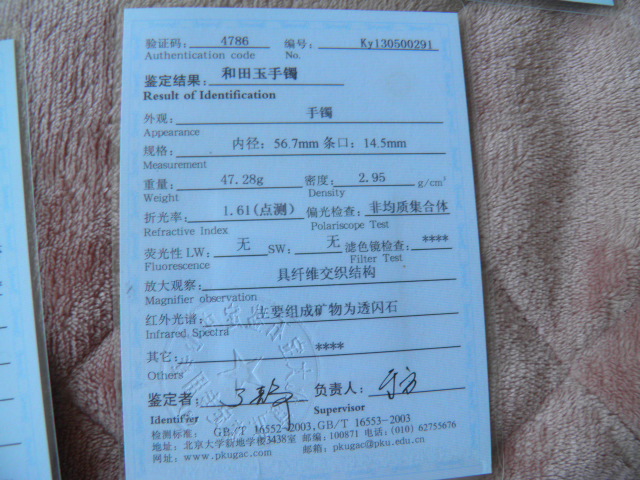 验证码： 4786 编号： Ky130500291
Authentication code No.
鉴定结果： 和田玉手镯
Result of Identification
外观： 手镯
Appearance
规格： 内径：56.7mm 条口：14.5mm
Measurement
重量： 47.28g 密度： 2.95 g/cm³
Weight Density
折光率： 1.61(点测) 偏光检查： 非均质集合体
Refractive Index Polariscope Test
荧光性 LW： 无 SW： 无 滤色镜检查： ****
Fluorescence Filter Test
放大观察： 具纤维交织结构
Magnifier observation
红外光谱： 主要组成矿物为透闪石
Infrared Spectra
其它： ****
Others
鉴定者： 负责人：
Identifier Supervisor
检测标准： GB/T 16552-2003,GB/T 16553-2003
地址：北京大学新地学楼3438室 邮编：100871 电话：(010) 62755676
网址：www.pkugac.com 邮箱：pkugac@pku.edu.cn